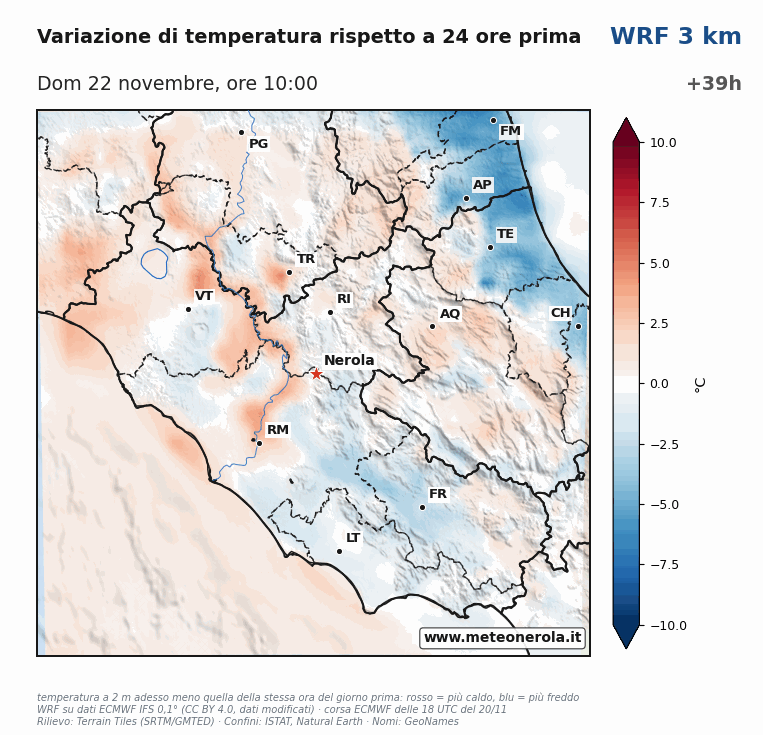 Variazione di temperatura rispetto a 24 ore prima
WRF 3 km
Dom 22 novembre, ore 10:00
+39h
FM
PG
AP
TE
TR
VT
RI
AQ
CH
Nerola
RM
FR
LT
www.meteonerola.it
10.0
7.5
5.0
2.5
0.0
−2.5
−5.0
−7.5
−10.0
°C
temperatura a 2 m adesso meno quella della stessa ora del giorno prima: rosso = più caldo, blu = più freddo
WRF su dati ECMWF IFS 0,1° (CC BY 4.0, dati modificati) · corsa ECMWF delle 18 UTC del 20/11
Rilievo: Terrain Tiles (SRTM/GMTED) · Confini: ISTAT, Natural Earth · Nomi: GeoNames